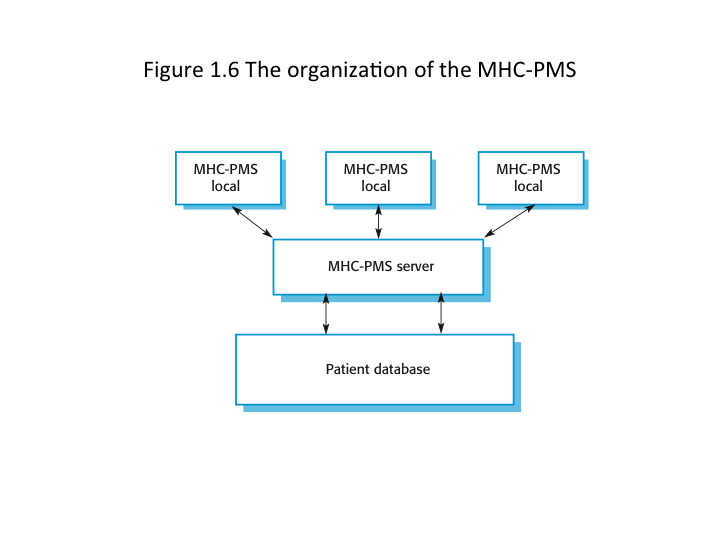 Figure 1.6 The organization of the MHC-PMS
MHC-PMS
local
MHC-PMS
local
MHC-PMS
local
MHC-PMS server
Patient database